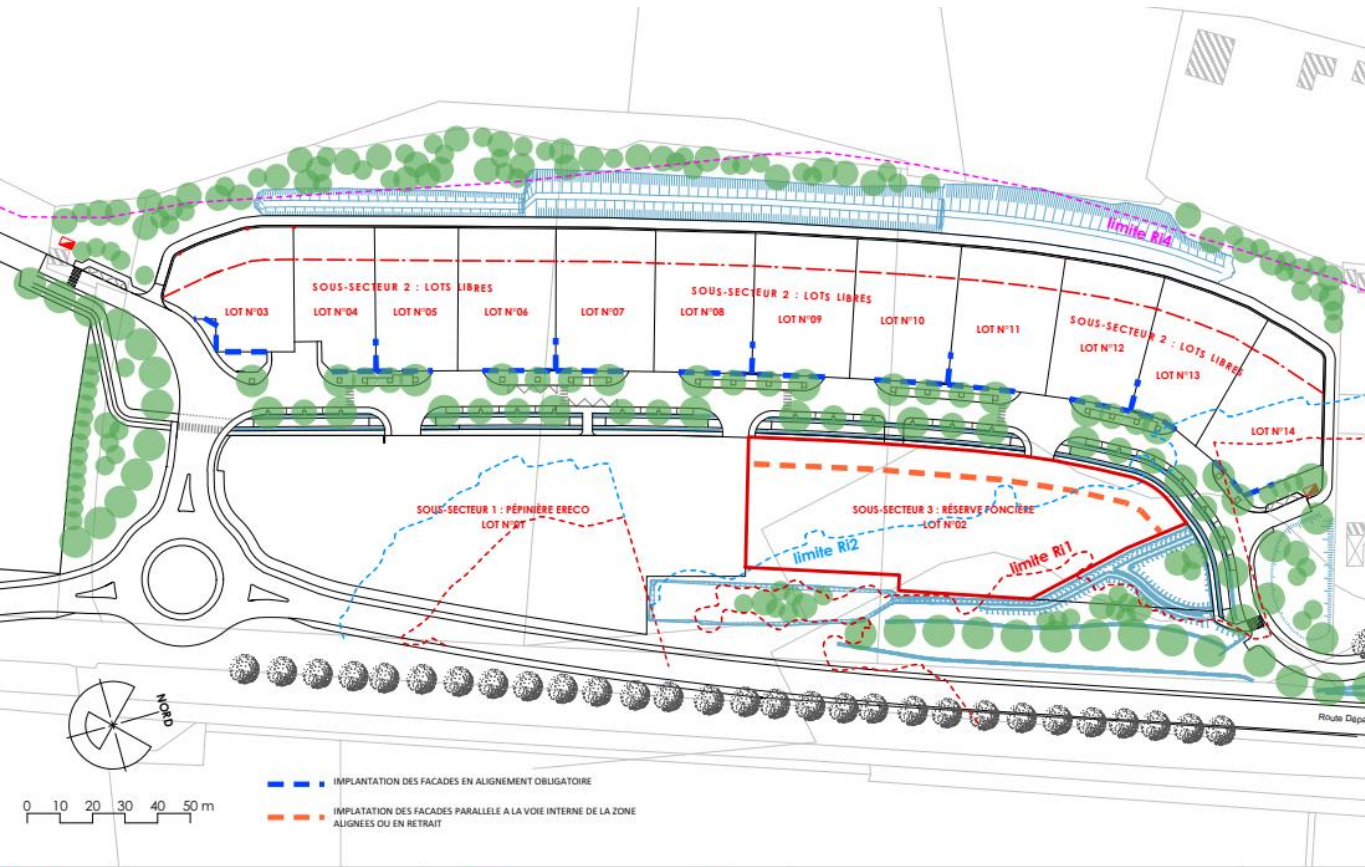 limite Ri4
SOUS-SECTEUR 2 : LOTS LIBRES
SOUS-SECTEUR 2 : LOTS LIBRES
SOUS-SECTEUR 2 : LOTS LIBRES
LOT N°03
LOT N°04
LOT N°05
LOT N°06
LOT N°07
LOT N°08
LOT N°09
LOT N°10
LOT N°11
LOT N°12
LOT N°13
LOT N°14
SOUS-SECTEUR 1 : PÉPINIÈRE ERECO
LOT N°01
SOUS-SECTEUR 3 : RÉSERVE FONCIERE
LOT N°02
limite Ri2
limite Ri1
NORD
Route Dépa
IMPLANTATION DES FACADES EN ALIGNEMENT OBLIGATOIRE
0 10 20 30 40 50 m
IMPLATATION DES FACADES PARALLELE A LA VOIE INTERNE DE LA ZONE
ALIGNEES OU EN RETRAIT